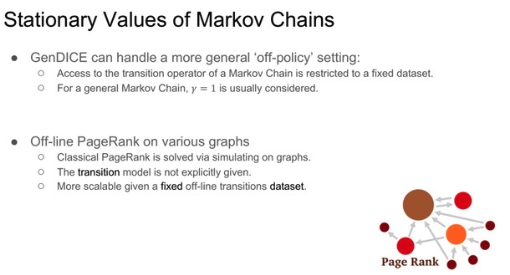 Stationary Values of Markov Chains
● GenDICE can handle a more general ‘off-policy’ setting:
○ Access to the transition operator of a Markov Chain is restricted to a fixed dataset.
○ For a general Markov Chain, γ = 1 is usually considered.
● Off-line PageRank on various graphs
○ Classical PageRank is solved via simulating on graphs.
○ The transition model is not explicitly given.
○ More scalable given a fixed off-line transitions dataset.
Page Rank